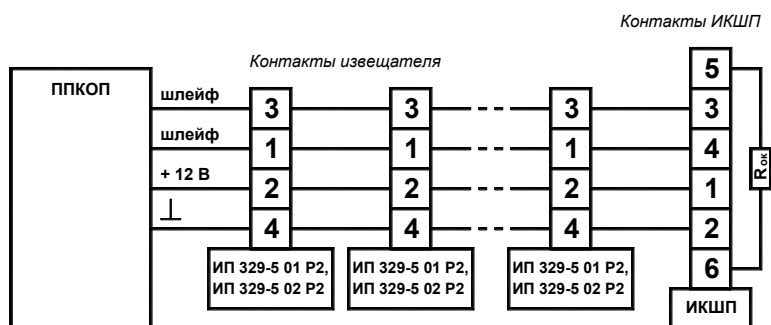 Контакты ИКШП
Контакты извещателя
ППКОП
шлейф
шлейф
+ 12 В
3
1
2
4
3
1
2
4
3
1
2
4
5
3
4
1
2
6
Rок
ИП 329-5 01 Р2,
ИП 329-5 02 Р2
ИП 329-5 01 Р2,
ИП 329-5 02 Р2
ИП 329-5 01 Р2,
ИП 329-5 02 Р2
ИКШП